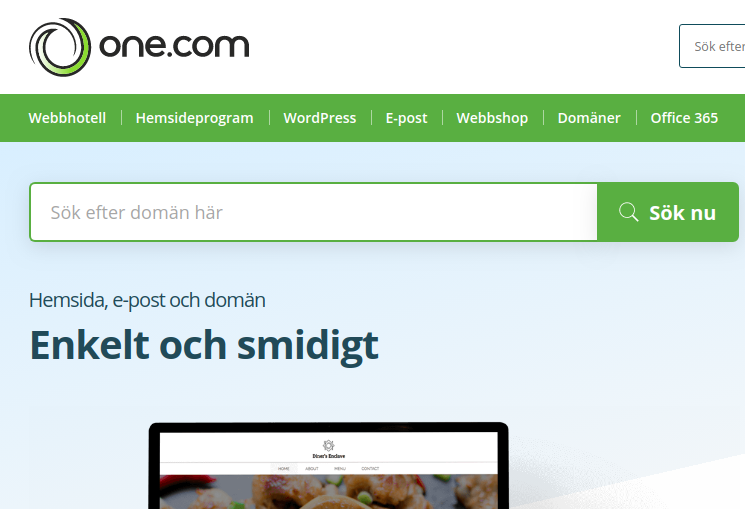 one.com
Sök efter
Webbhotell Hemsideprogram WordPress E-post Webbshop Domäner Office 365
Sök efter domän här
Sök nu
Hemsida, e-post och domän
Enkelt och smidigt
Diner's Enclave
HOME ABOUT MENU CONTACT